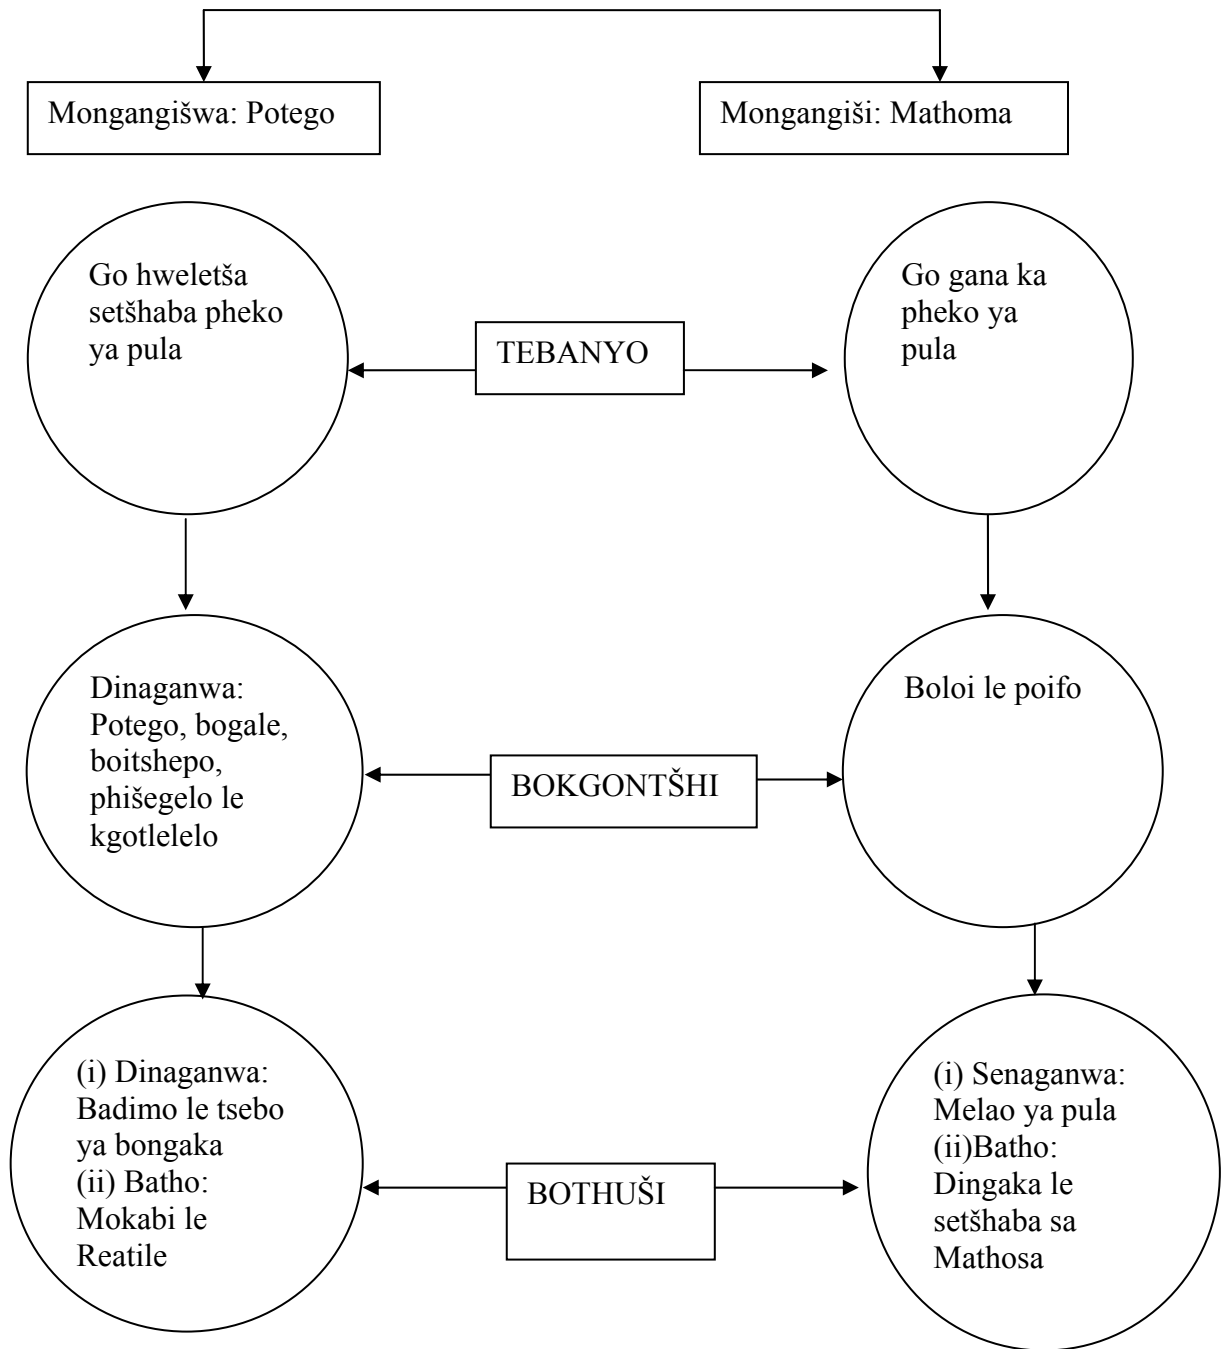 Mongangišwa: Potego
Mongangiši: Mathoma
Go hweletša
setšhaba pheko
ya pula
TEBANYO
Go gana ka
pheko ya
pula
Dinaganwa:
Potego, bogale,
boitshepo,
phišegelo le
kgotlelelo
BOKGONTŠHI
Boloi le poifo
(i) Dinaganwa:
Badimo le tsebo
ya bongaka
(ii) Batho:
Mokabi le
Reatile
BOTHUŠI
(i) Senaganwa:
Melao ya pula
(ii)Batho:
Dingaka le
setšhaba sa
Mathosa